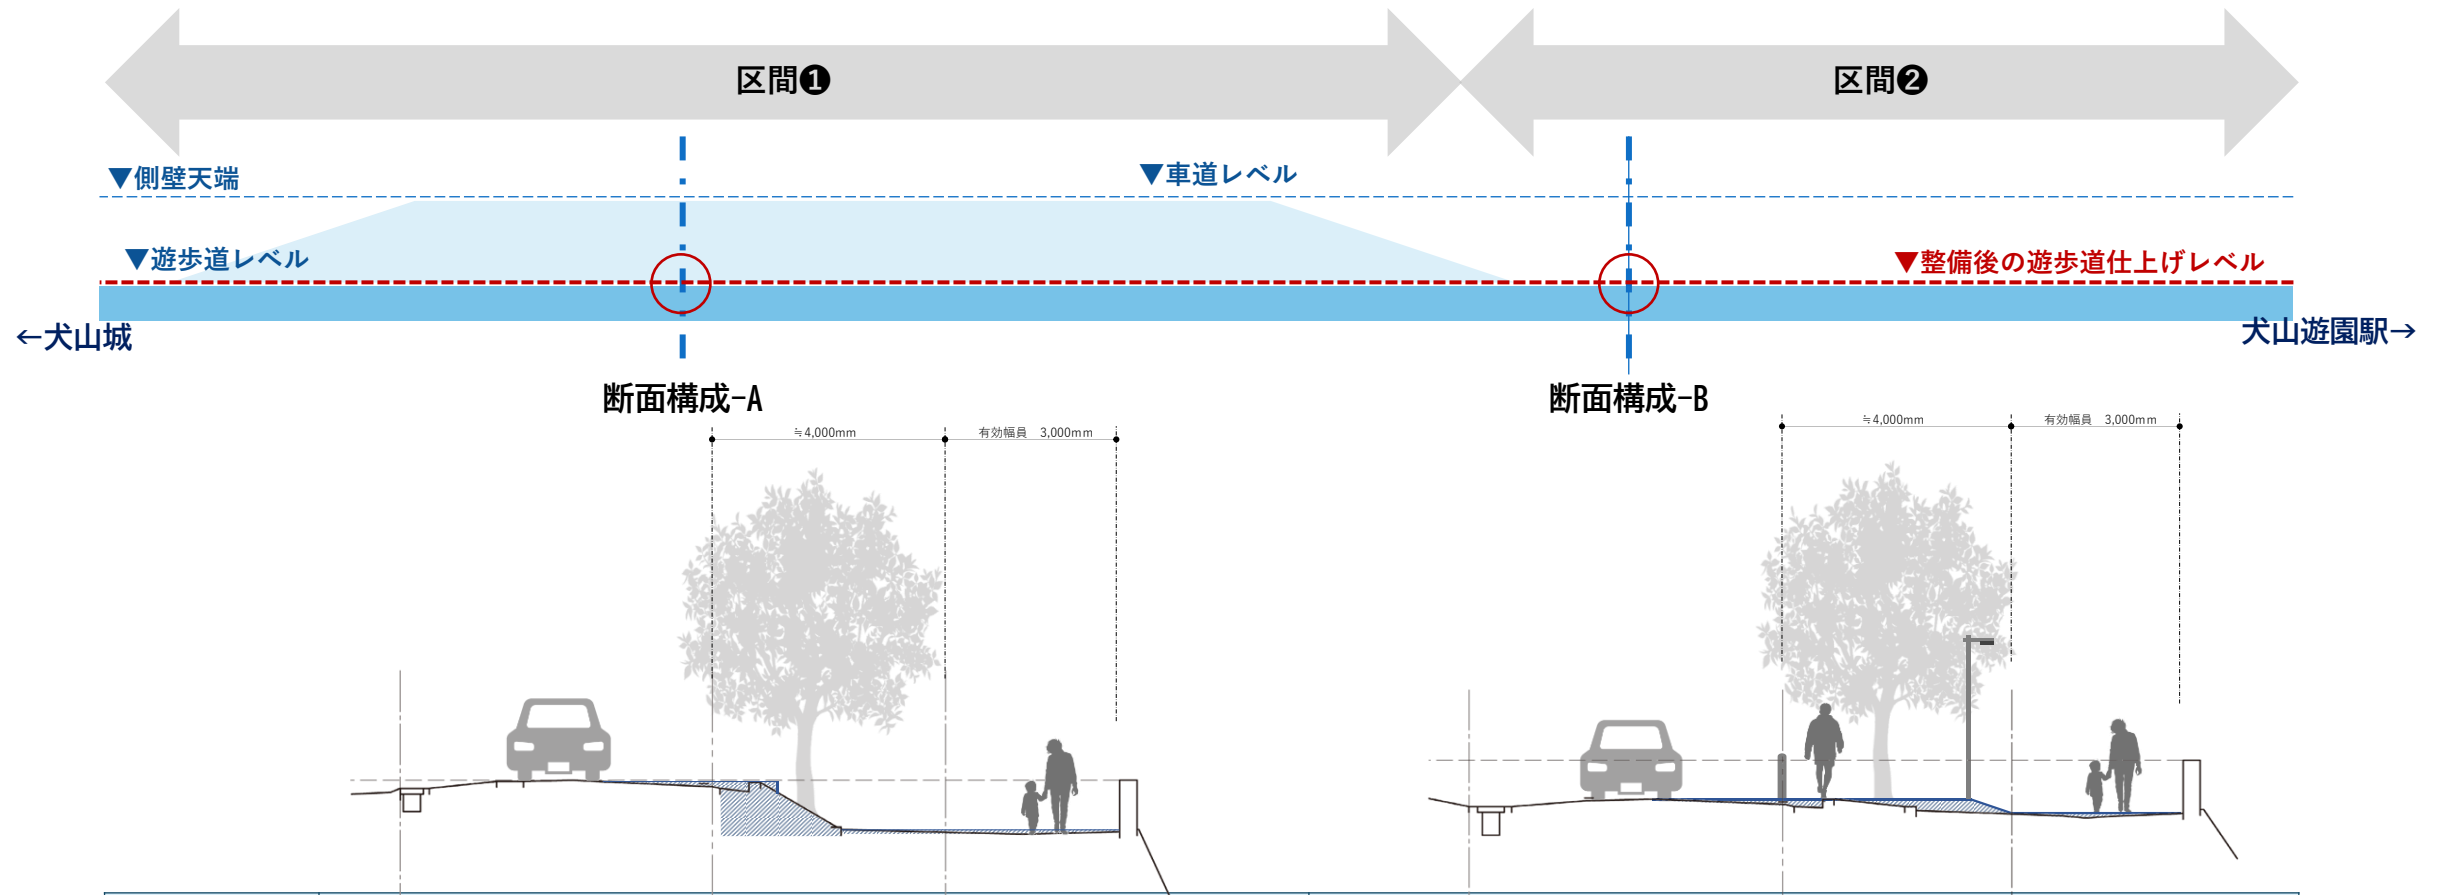 区間❶
区間❷
▼側壁天端
▼車道レベル
▼遊歩道レベル
▼整備後の遊歩道仕上げレベル
←犬山城
犬山遊園駅→
断面構成-A
断面構成-B
≒4,000mm
有効幅員 3,000mm
≒4,000mm
有効幅員 3,000mm